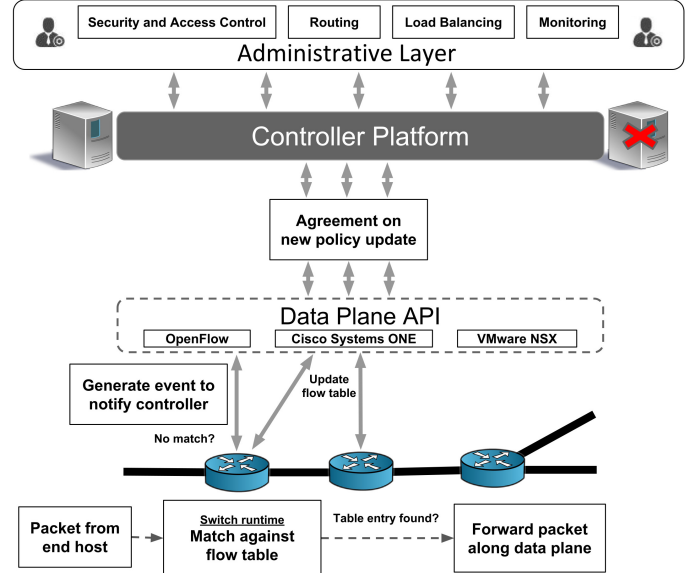 Security and Access Control
Routing
Load Balancing
Monitoring
Administrative Layer
Controller Platform
Agreement on
new policy update
Data Plane API
OpenFlow
Cisco Systems ONE
VMware NSX
Generate event to
notify controller
Update
flow table
No match?
Packet from
end host
Switch runtime
Match against
flow table
Table entry found?
Forward packet
along data plane